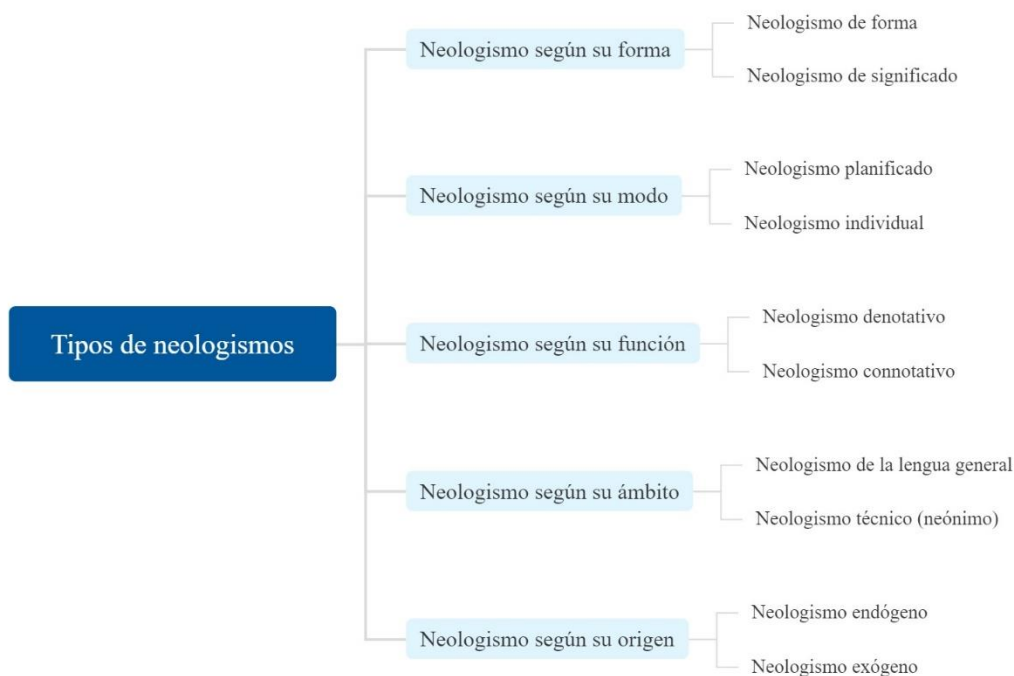 Tipos de neologismos
Neologismo según su forma
Neologismo de forma
Neologismo de significado
Neologismo según su modo
Neologismo planificado
Neologismo individual
Neologismo según su función
Neologismo denotativo
Neologismo connotativo
Neologismo según su ámbito
Neologismo de la lengua general
Neologismo técnico (neónimo)
Neologismo según su origen
Neologismo endógeno
Neologismo exógeno